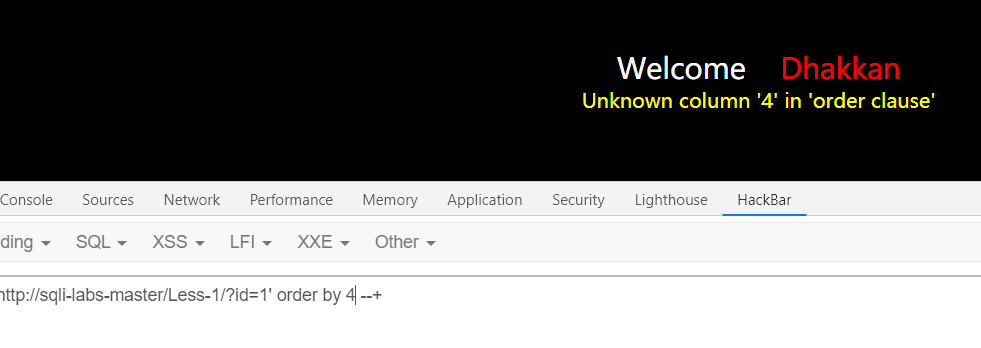 Welcome Dhakkan
Unknown column '4' in 'order clause'
Console Sources Network Performance Memory Application Security Lighthouse HackBar
ding SQL XSS LFI XXE Other
http://sqli-labs-master/Less-1/?id=1' order by 4 --+